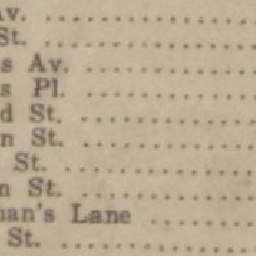 Av. ..................
St. ..................
s Av. ..............
s Pl. ..............
d St. ..............
n St. ..............
St. ................
n St. ..............
nan's Lane ........
St. ................